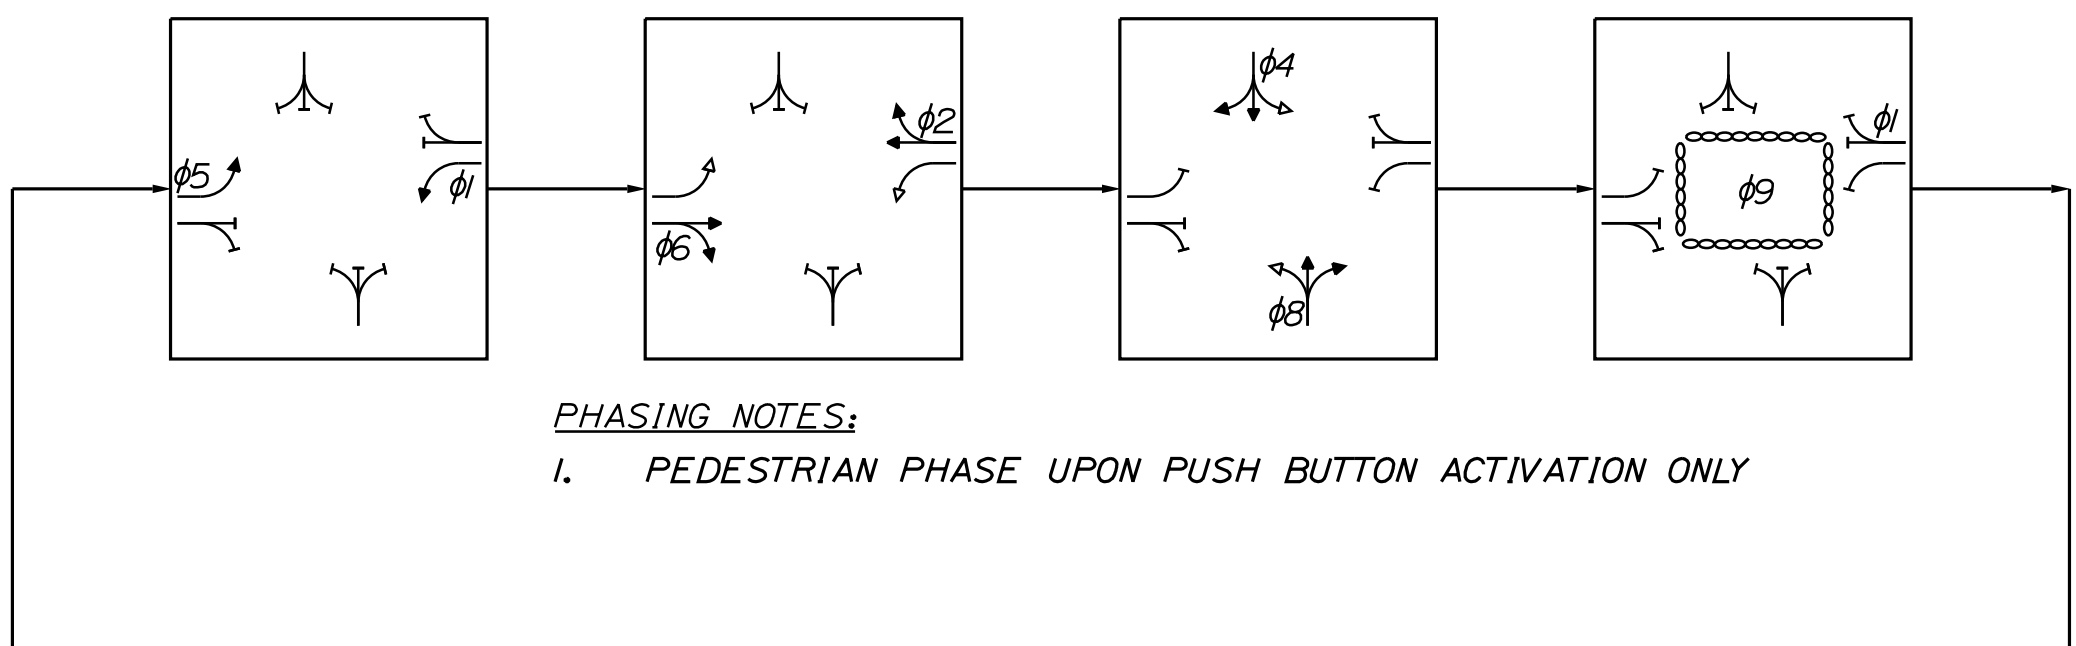 ϕ5
ϕ1
ϕ2
ϕ6
ϕ4
ϕ8
ϕ1
ϕ9
PHASING NOTES:
1. PEDESTRIAN PHASE UPON PUSH BUTTON ACTIVATION ONLY